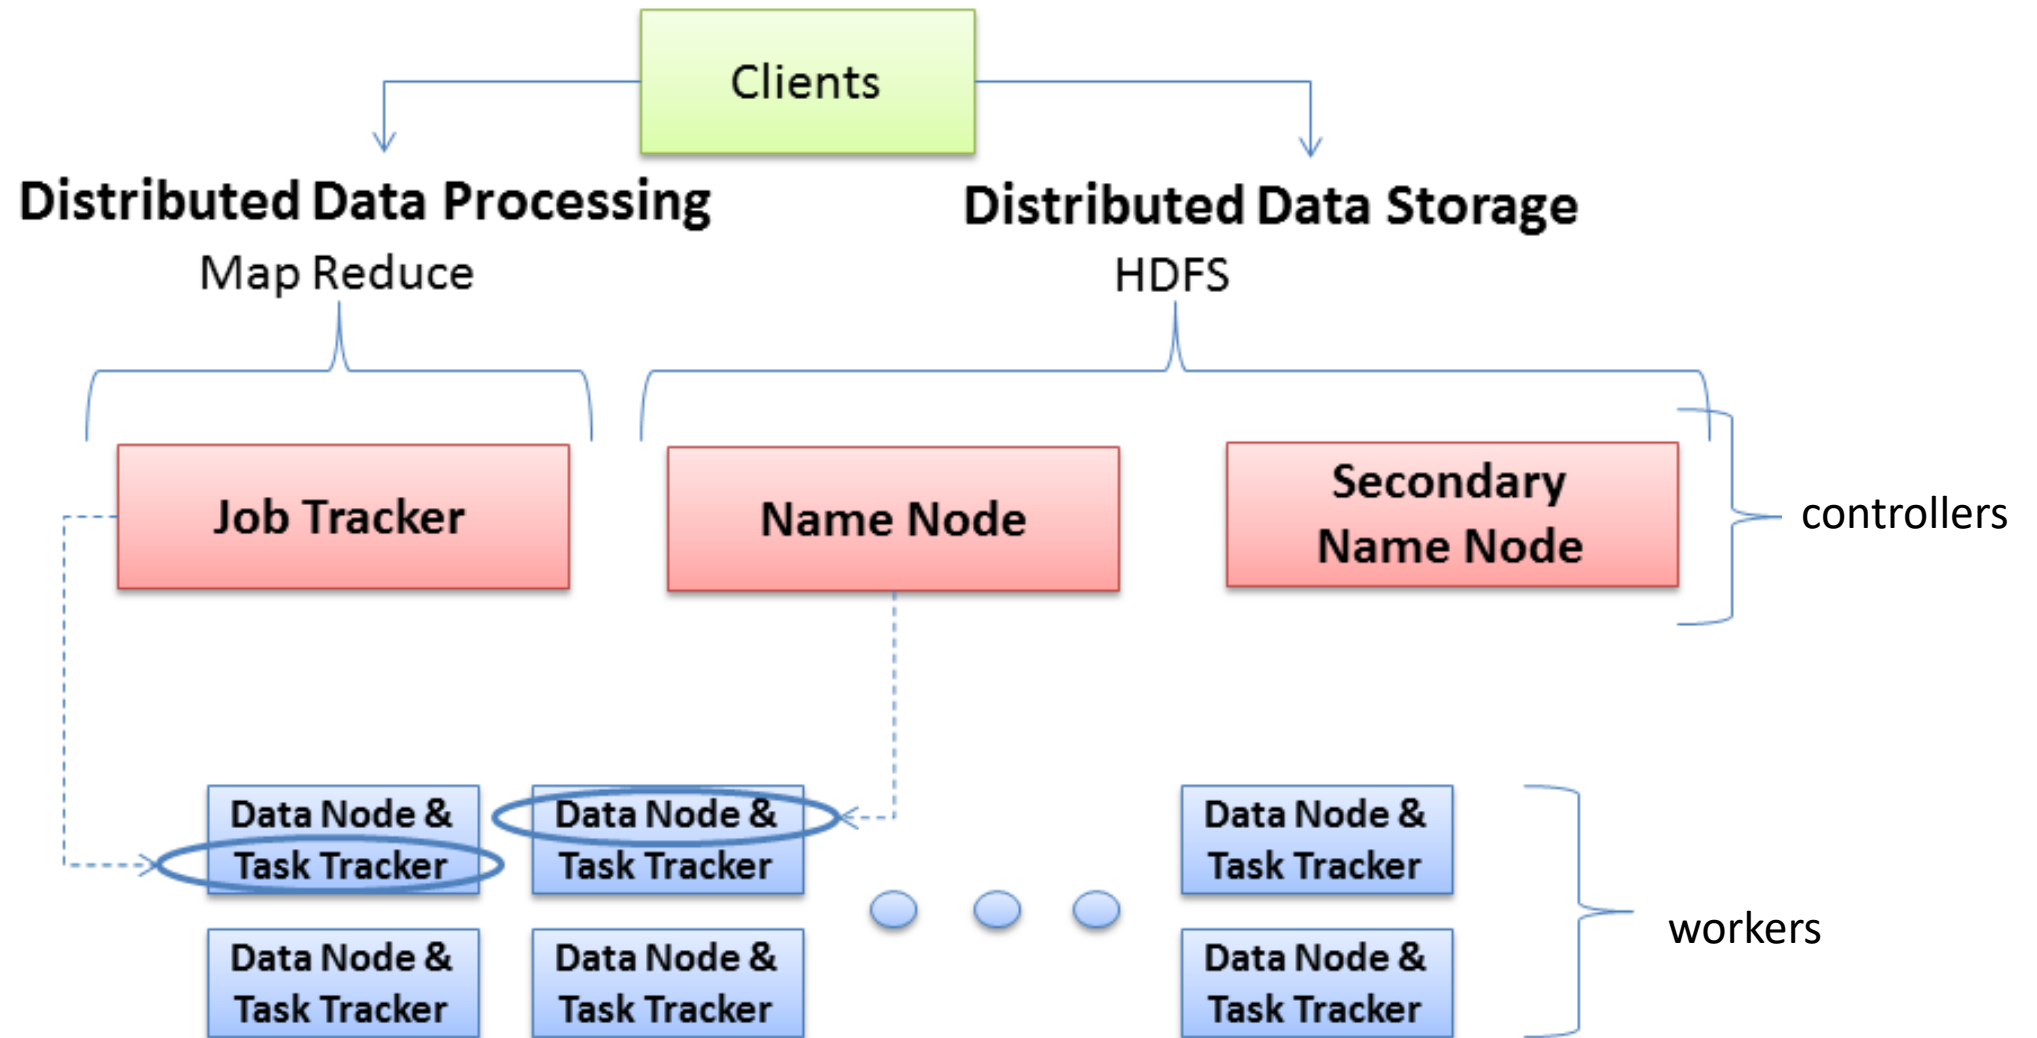 Clients
Distributed Data Processing
Distributed Data Storage
Map Reduce
HDFS
Job Tracker
Name Node
Secondary
Name Node
controllers
Data Node &
Task Tracker
Data Node &
Task Tracker
Data Node &
Task Tracker
Data Node &
Task Tracker
Data Node &
Task Tracker
Data Node &
Task Tracker
workers